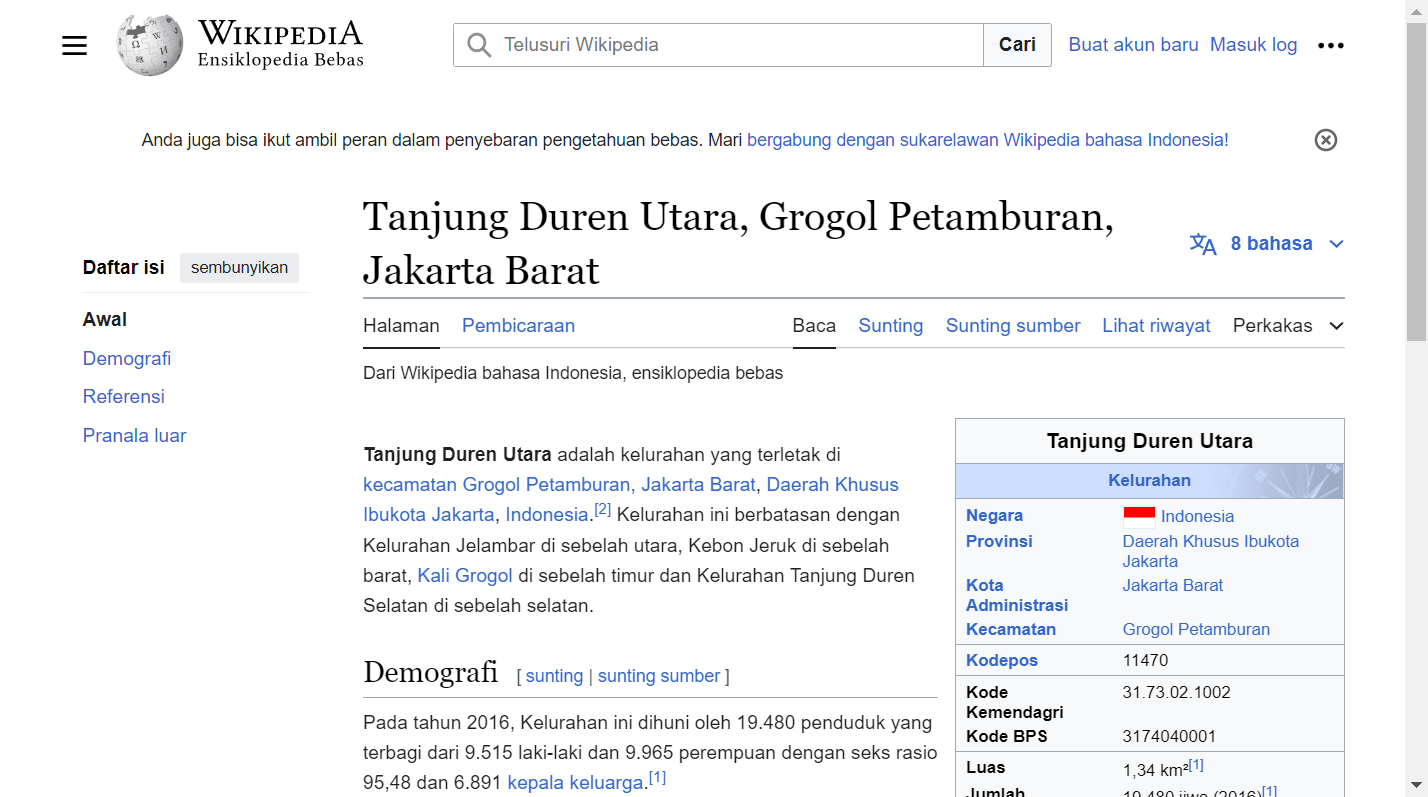 WIKIPEDIA
Ensiklopedia Bebas
Telusuri Wikipedia
Cari
Buat akun baru
Masuk log
Anda juga bisa ikut ambil peran dalam penyebaran pengetahuan bebas. Mari bergabung dengan sukarelawan Wikipedia bahasa Indonesia!
Daftar isi
sembunyikan
Awal
Demografi
Referensi
Pranala luar
Tanjung Duren Utara, Grogol Petamburan,
Jakarta Barat
8 bahasa
Halaman
Pembicaraan
Baca
Sunting
Sunting sumber
Lihat riwayat
Perkakas
Dari Wikipedia bahasa Indonesia, ensiklopedia bebas
Tanjung Duren Utara adalah kelurahan yang terletak di
kecamatan Grogol Petamburan, Jakarta Barat, Daerah Khusus
Ibukota Jakarta, Indonesia.[2] Kelurahan ini berbatasan dengan
Kelurahan Jelambar di sebelah utara, Kebon Jeruk di sebelah
barat, Kali Grogol di sebelah timur dan Kelurahan Tanjung Duren
Selatan di sebelah selatan.
Demografi [ sunting | sunting sumber ]
Pada tahun 2016, Kelurahan ini dihuni oleh 19.480 penduduk yang
terbagi dari 9.515 laki-laki dan 9.965 perempuan dengan seks rasio
95,48 dan 6.891 kepala keluarga.[1]
Tanjung Duren Utara
Kelurahan
Negara Indonesia
Provinsi Daerah Khusus Ibukota
Jakarta
Kota Jakarta Barat
Administrasi
Kecamatan Grogol Petamburan
Kodepos 11470
Kode 31.73.02.1002
Kemendagri
Kode BPS 3174040001
Luas 1,34 km²[1]
Jumlah 19.480 jiwa (2016)[1]